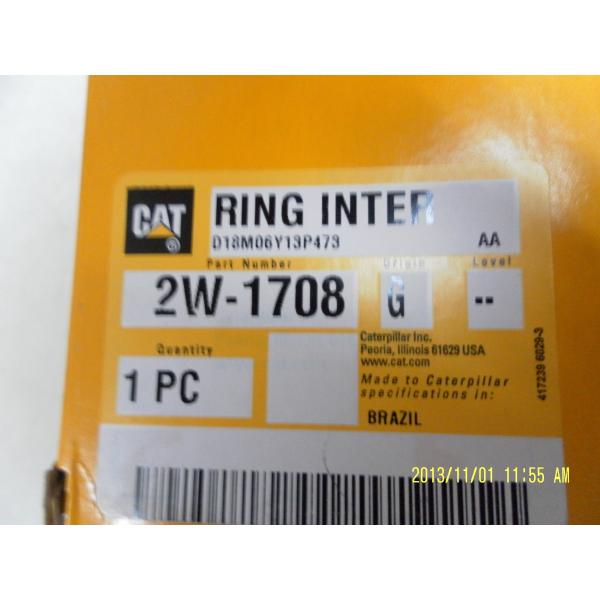 CAT
RING INTER
D18M06Y13P473 AA
Part Number Origin Level
2W-1708 G --
Caterpillar Inc.
Peoria, Illinois 61629 USA
www.cat.com
Quantity
1 PC
Made to Caterpillar
specifications in:
BRAZIL
417239 6029-3
2013/11/01 11:55 AM